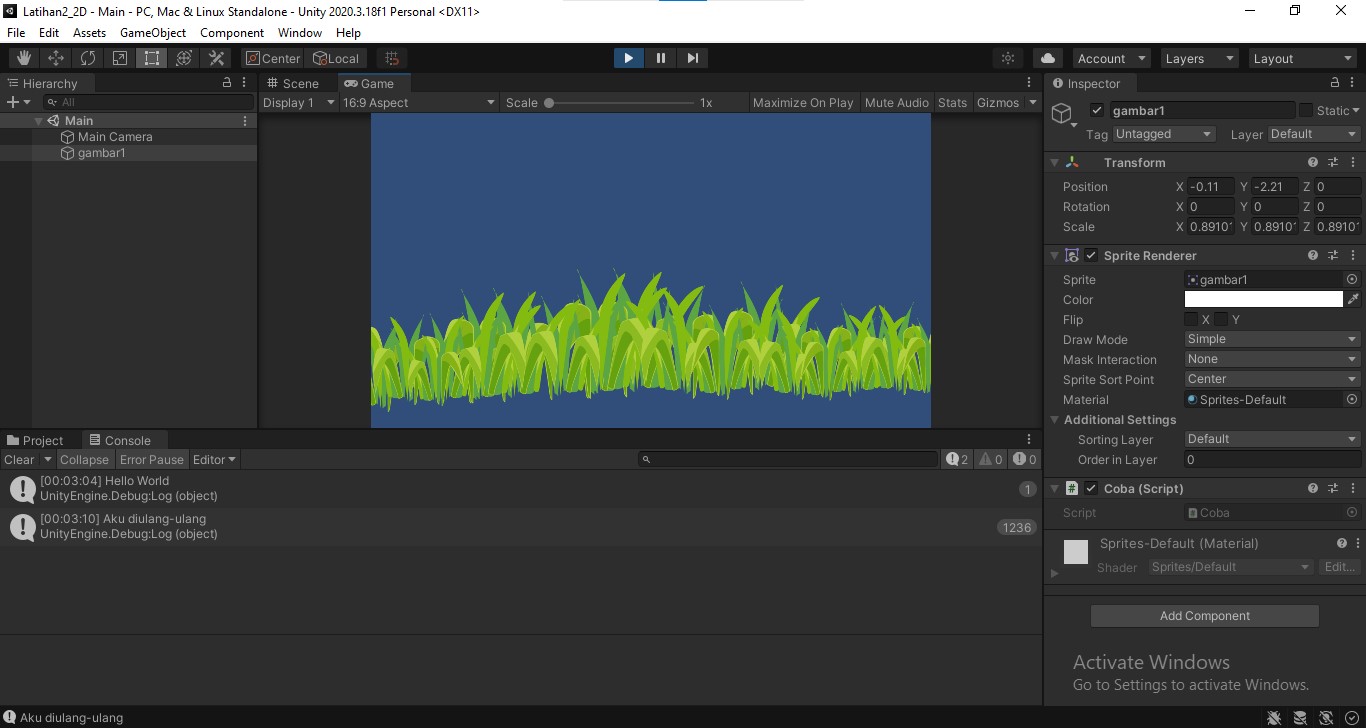 Latihan2_2D - Main - PC, Mac & Linux Standalone - Unity 2020.3.18f1 Personal <DX11>
File Edit Assets GameObject Component Window Help
Center Local Account Layers Layout
Hierarchy
All
Main
Main Camera
gambar1
Scene Game
Display 1 16:9 Aspect Scale 1x Maximize On Play Mute Audio Stats Gizmos
Inspector
gambar1 Static
Tag Untagged Layer Default
Transform
Position X -0.11 Y -2.21 Z 0
Rotation X 0 Y 0 Z 0
Scale X 0.8910 Y 0.8910 Z 0.8910
Sprite Renderer
Sprite gambar1
Color
Flip X Y
Draw Mode Simple
Mask Interaction None
Sprite Sort Point Center
Material Sprites-Default
Additional Settings
Sorting Layer Default
Order in Layer 0
# Coba (Script)
Script Coba
Sprites-Default (Material)
Shader Sprites/Default Edit...
Add Component
Project Console
Clear Collapse Error Pause Editor 2 0 0
[00:03:04] Hello World
UnityEngine.Debug:Log (object) 1
[00:03:10] Aku diulang-ulang
UnityEngine.Debug:Log (object) 1236
Activate Windows
Go to Settings to activate Windows.
Aku diulang-ulang